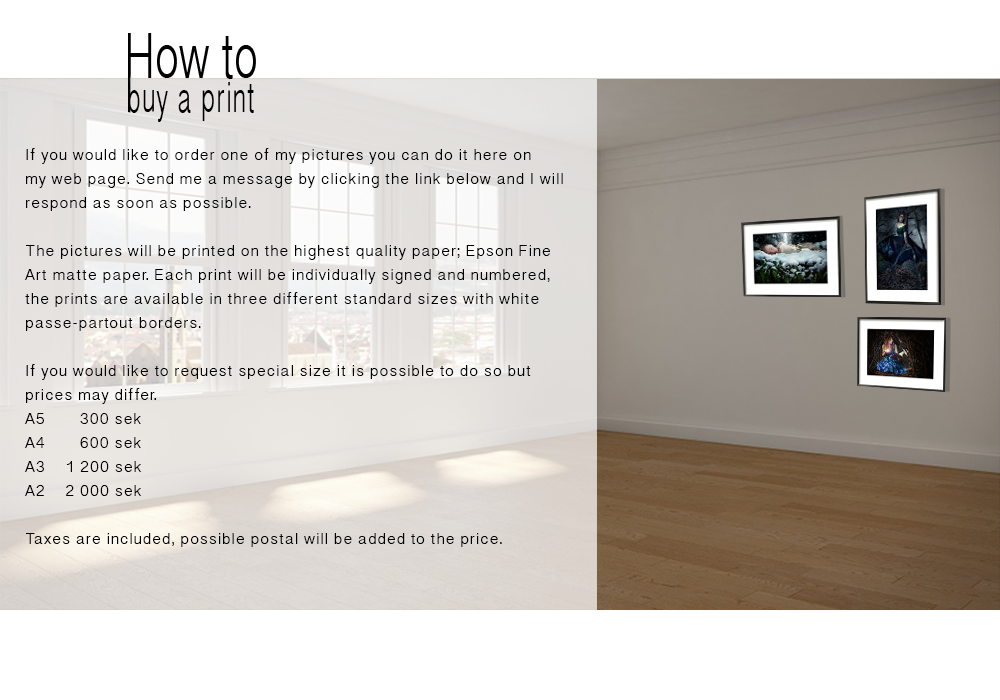 How to
buy a print
If you would like to order one of my pictures you can do it here on
my web page. Send me a message by clicking the link below and I will
respond as soon as possible.
The pictures will be printed on the highest quality paper; Epson Fine
Art matte paper. Each print will be individually signed and numbered,
the prints are available in three different standard sizes with white
passe-partout borders.
If you would like to request special size it is possible to do so but
prices may differ.
A5 300 sek
A4 600 sek
A3 1 200 sek
A2 2 000 sek
Taxes are included, possible postal will be added to the price.